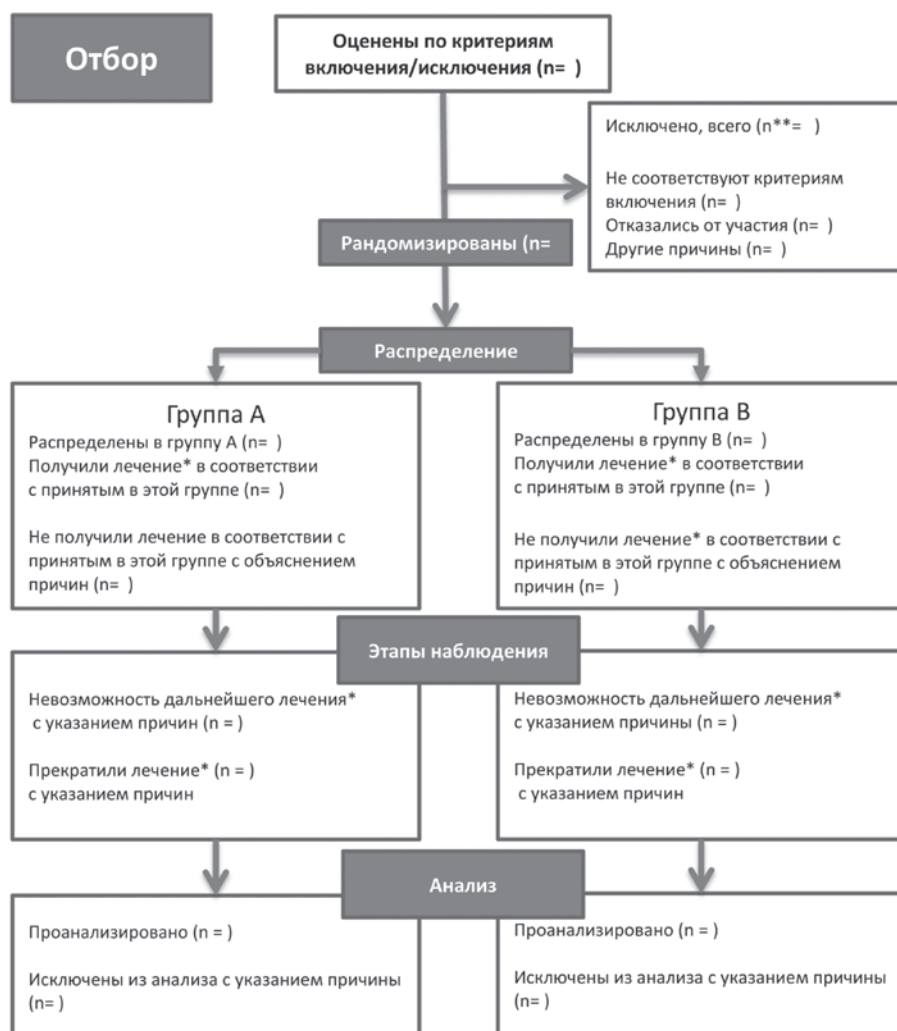 Отбор
Оценены по критериям
включения/исключения (n=  )
Исключено, всего (n**=  )
Не соответствуют критериям
включения (n=  )
Отказались от участия (n=  )
Другие причины (n=  )
Рандомизированы (n=
Распределение
Группа А
Распределены в группу А (n=  )
Получили лечение* в соответствии
с принятым в этой группе (n=  )
Не получили лечение в соответствии с
принятым в этой группе с объяснением
причин (n=  )
Группа В
Распределены в группу В (n=  )
Получили лечение* в соответствии
с принятым в этой группе (n=  )
Не получили лечение* в соответствии с
принятым в этой группе с объяснением
причин (n=  )
Этапы наблюдения
Невозможность дальнейшего лечения*
с указанием причин (n = )
Прекратили лечение* (n = )
с указанием причин
Невозможность дальнейшего лечения*
с указанием причины (n = )
Прекратили лечение* (n = )
с указанием причин
Анализ
Проанализировано (n = )
Исключены из анализа с указанием причины
(n= )
Проанализировано (n = )
Исключены из анализа с указанием причины
(n= )